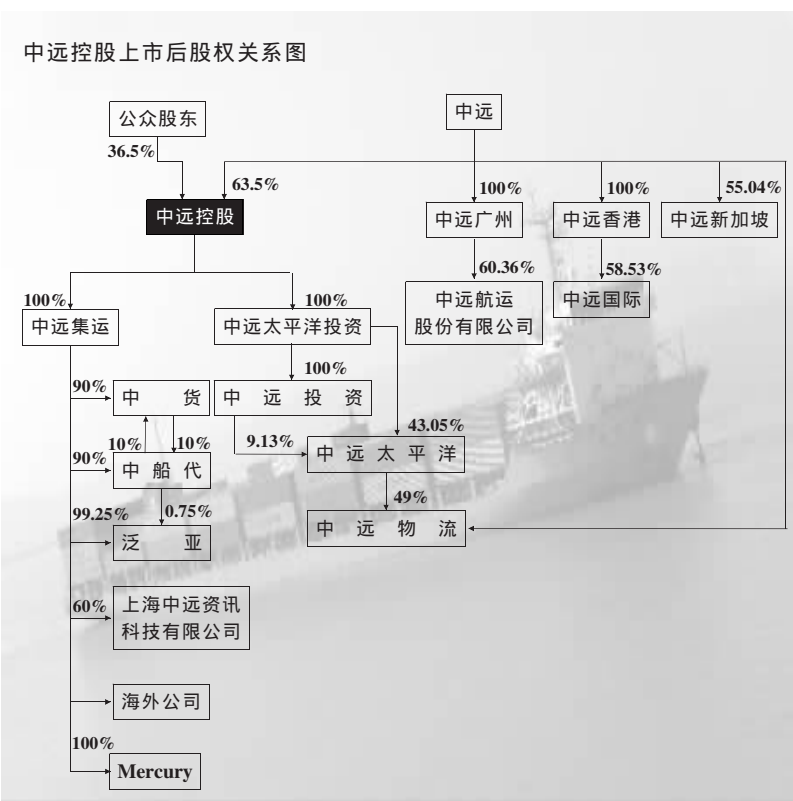 中远控股上市后股权关系图
公众股东
中远
36.5%
63.5%
100%
100%
55.04%
中远控股
中远广州
中远香港
中远新加坡
60.36%
58.53%
中远航运
股份有限公司
中远国际
100%
100%
中远集运
中远太平洋投资
100%
90%
中货
中远投资
10%
10%
9.13%
43.05%
90%
中船代
中远太平洋
99.25%
0.75%
49%
泛亚
中远物流
60%
上海中远资讯
科技有限公司
海外公司
100%
Mercury